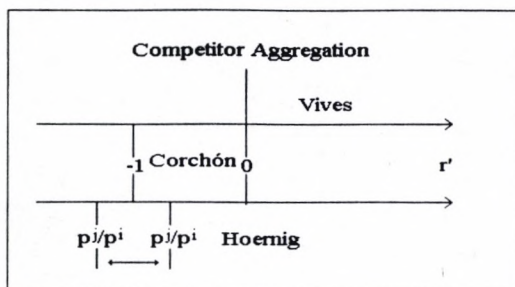 Competitor Aggregation
Vives
-1 Corchón 0 r'
pj/pi pj/pi Hoernig